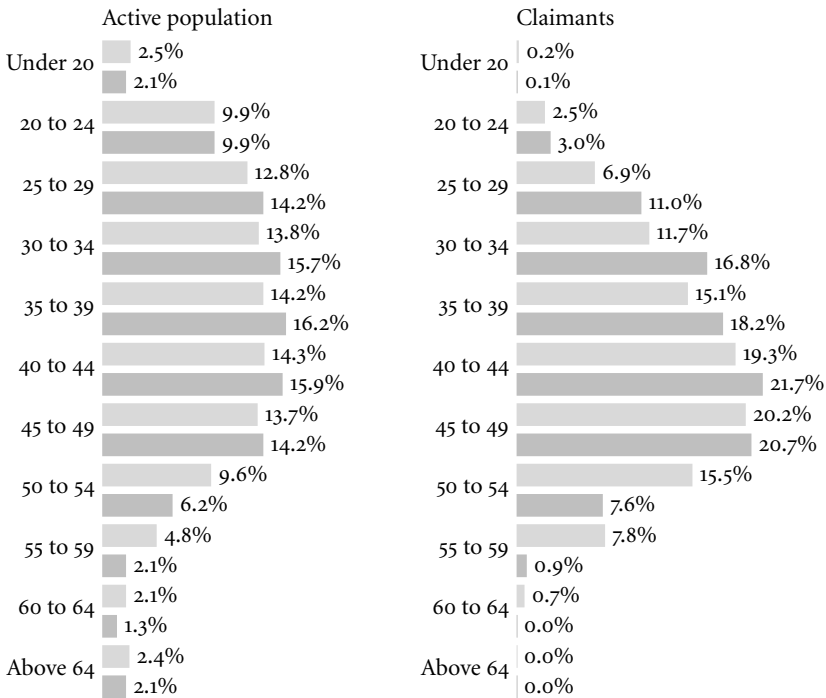 Active population
Under 20
2.5%
2.1%
20 to 24
9.9%
9.9%
25 to 29
12.8%
14.2%
30 to 34
13.8%
15.7%
35 to 39
14.2%
16.2%
40 to 44
14.3%
15.9%
45 to 49
13.7%
14.2%
50 to 54
9.6%
6.2%
55 to 59
4.8%
2.1%
60 to 64
2.1%
1.3%
Above 64
2.4%
2.1%
Claimants
Under 20
0.2%
0.1%
20 to 24
2.5%
3.0%
25 to 29
6.9%
11.0%
30 to 34
11.7%
16.8%
35 to 39
15.1%
18.2%
40 to 44
19.3%
21.7%
45 to 49
20.2%
20.7%
50 to 54
15.5%
7.6%
55 to 59
7.8%
0.9%
60 to 64
0.7%
0.0%
Above 64
0.0%
0.0%